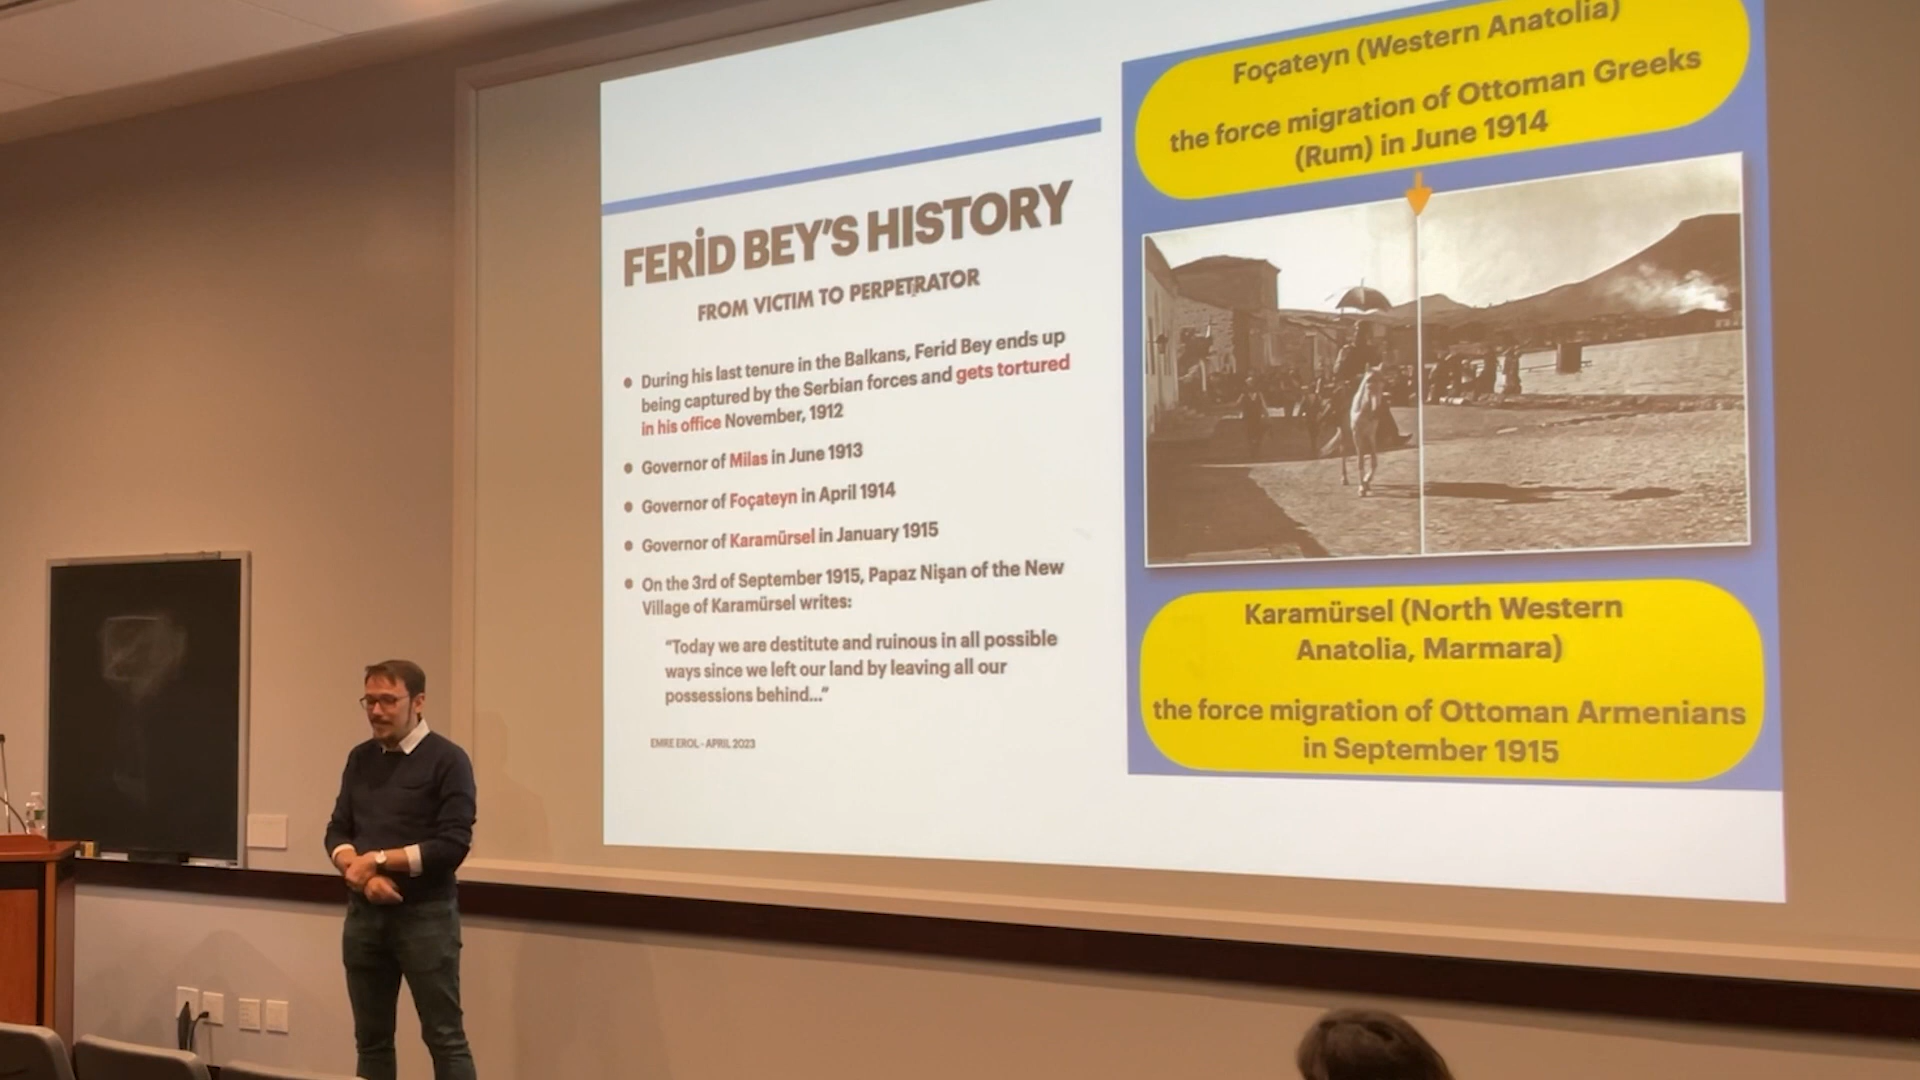 FERİD BEY'S HISTORY
FROM VICTIM TO PERPETRATOR
• During his last tenure in the Balkans, Ferid Bey ends up
being captured by the Serbian forces and gets tortured
in his office November, 1912
• Governor of Milas in June 1913
• Governor of Foçateyn in April 1914
• Governor of Karamürsel in January 1915
• On the 3rd of September 1915, Papaz Nişan of the New
Village of Karamürsel writes:
"Today we are destitute and ruinous in all possible
ways since we left our land by leaving all our
possessions behind..."
EMRE EROL - APRIL 2023
Foçateyn (Western Anatolia)
the force migration of Ottoman Greeks
(Rum) in June 1914
Karamürsel (North Western
Anatolia, Marmara)
the force migration of Ottoman Armenians
in September 1915